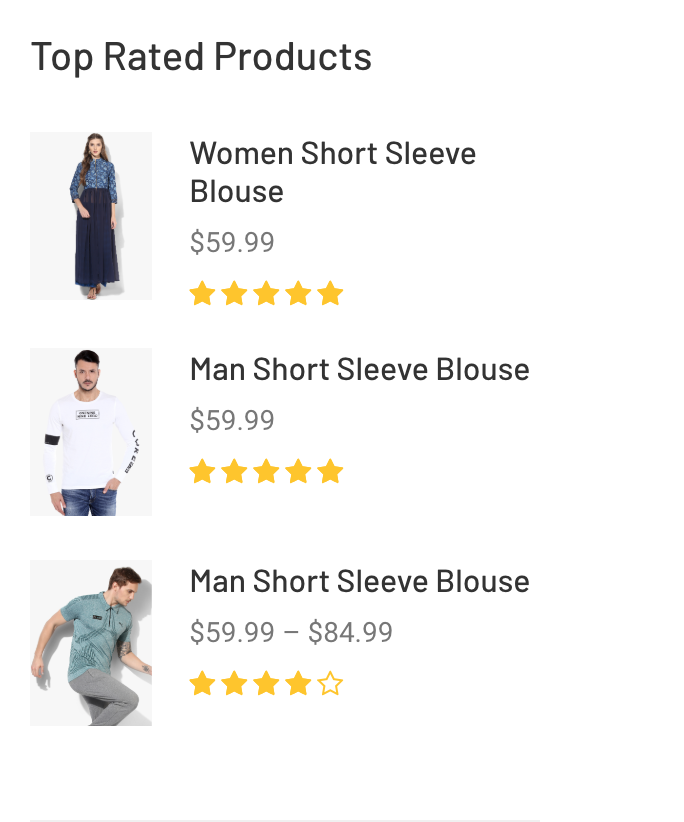 Top Rated Products
Women Short Sleeve
Blouse
$59.99
Man Short Sleeve Blouse
$59.99
Man Short Sleeve Blouse
$59.99 – $84.99